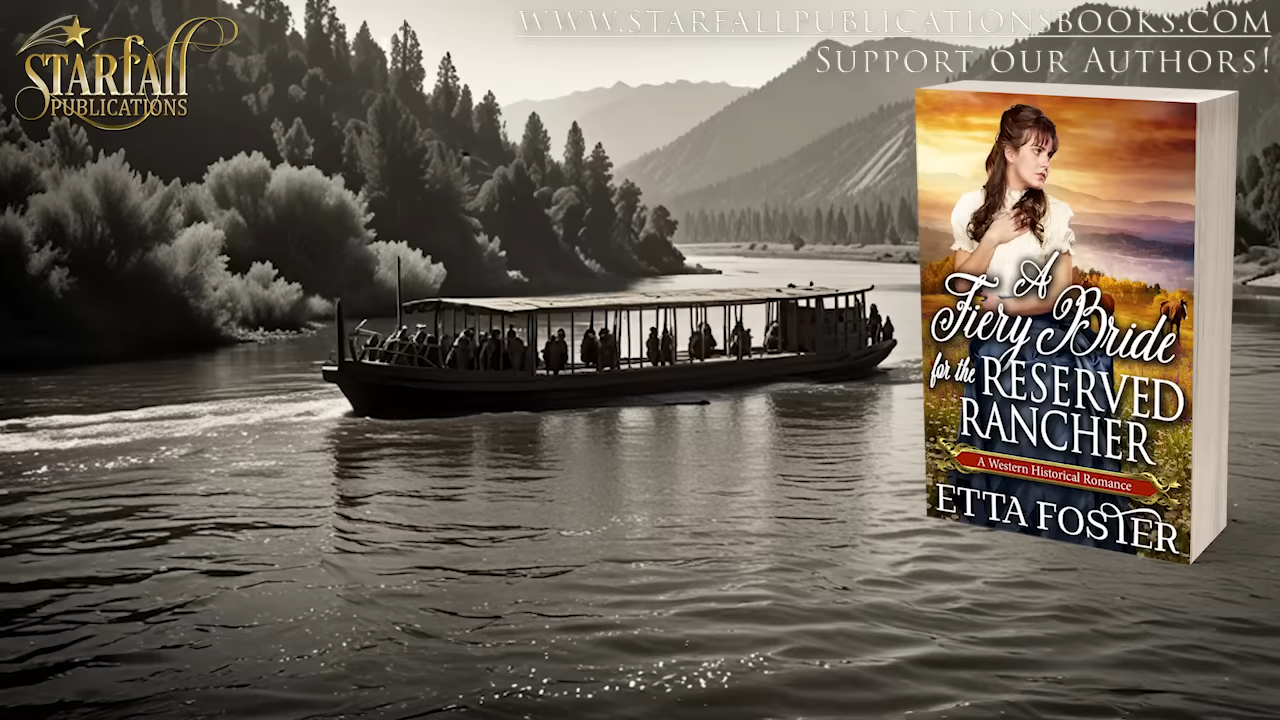 STARfall
PUBLICATIONS
WWW.STARFALLPUBLICATIONSBOOKS.COM
SUPPORT OUR AUTHORS!
A
Fiery Bride
for the RESERVED
RANCHER
A Western Historical Romance
ETTA FOSTER